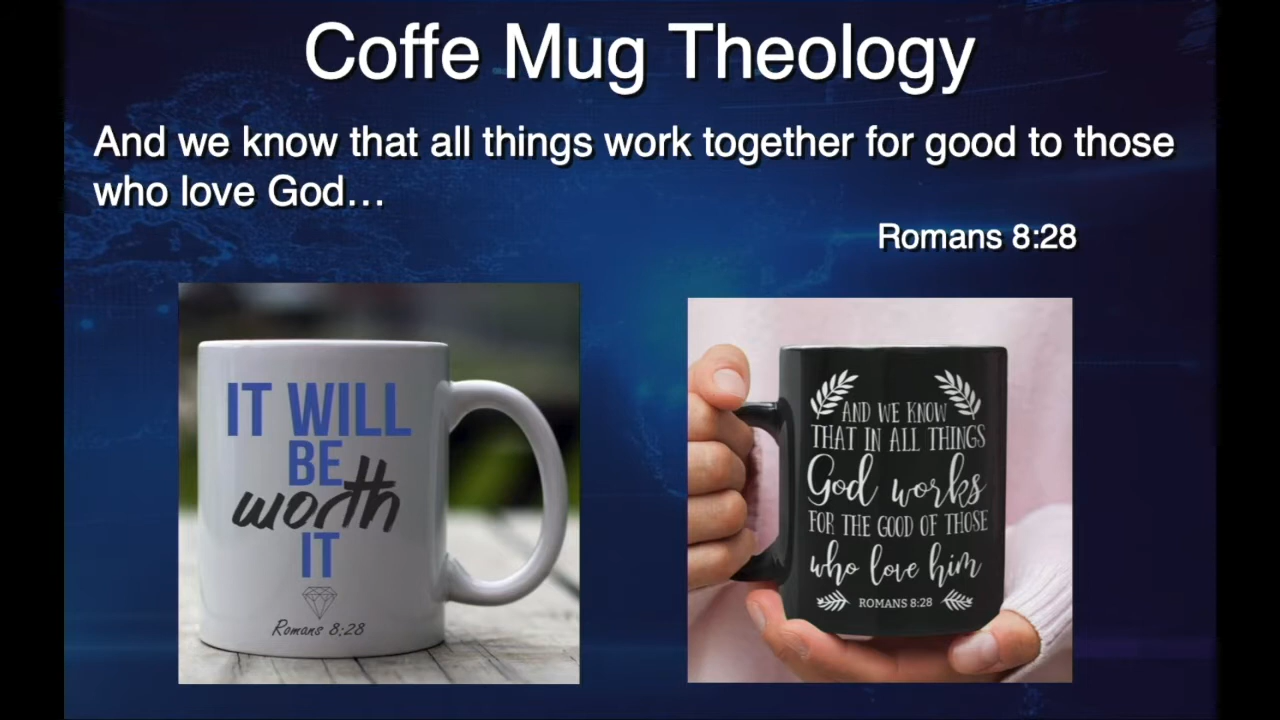 Coffe Mug Theology
And we know that all things work together for good to those
who love God…
Romans 8:28
IT WILL
BE
worth
IT
Romans 8:28
AND WE KNOW
THAT IN ALL THINGS
God works
FOR THE GOOD OF THOSE
who love him
ROMANS 8:28